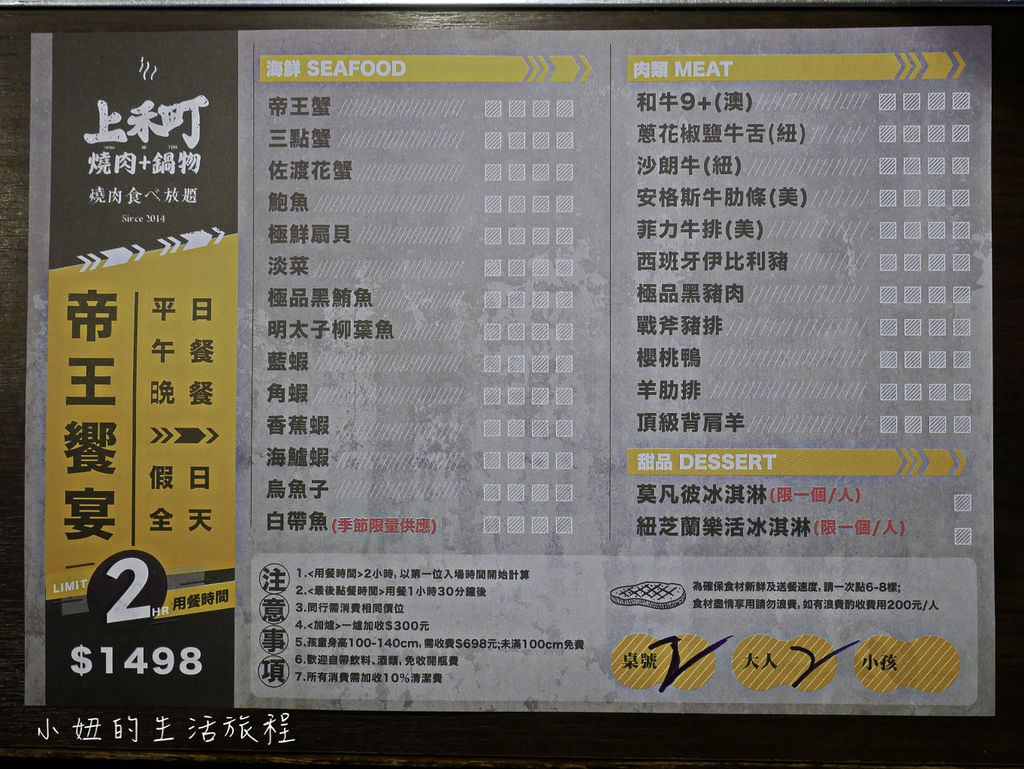 上禾町
燒肉+鍋物
燒肉食べ放題
Since 2014
帝王饗宴
平日
午餐
晚餐
假日
全天
LIMIT 2 HR 用餐時間
$1498
海鮮 SEAFOOD
帝王蟹
三點蟹
佐渡花蟹
鮑魚
極鮮扇貝
淡菜
極品黑鮪魚
明太子柳葉魚
藍蝦
角蝦
香蕉蝦
海鱸蝦
烏魚子
白帶魚(季節限量供應)
肉類 MEAT
和牛9+(澳)
蔥花椒鹽牛舌(紐)
沙朗牛(紐)
安格斯牛肋條(美)
菲力牛排(美)
西班牙伊比利豬
極品黑豬肉
戰斧豬排
櫻桃鴨
羊肋排
頂級背肩羊
甜品 DESSERT
莫凡彼冰淇淋(限一個/人)
紐芝蘭樂活冰淇淋(限一個/人)
注意事項
1.<用餐時間>2小時, 以第一位入場時間開始計算
2.<最後點餐時間>用餐1小時30分鐘後
3.同行需消費相同價位
4.<加爐>一爐加收$300元
5.孩童身高100-140cm, 需收費$698元;未滿100cm免費
6.歡迎自帶飲料、酒類, 免收開瓶費
7.所有消費需加收10%清潔費
為確保食材新鮮及送餐速度, 請一次點6-8樣;
食材盡情享用請勿浪費, 如有浪費酌收費用200元/人
桌號 2 大人 2 小孩
小妞的生活旅程